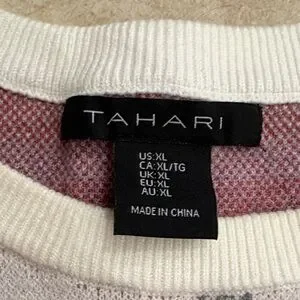 TAHARI
US:XL
CA:XL/TG
UK:XL
EU:XL
AU:XL
MADE IN CHINA